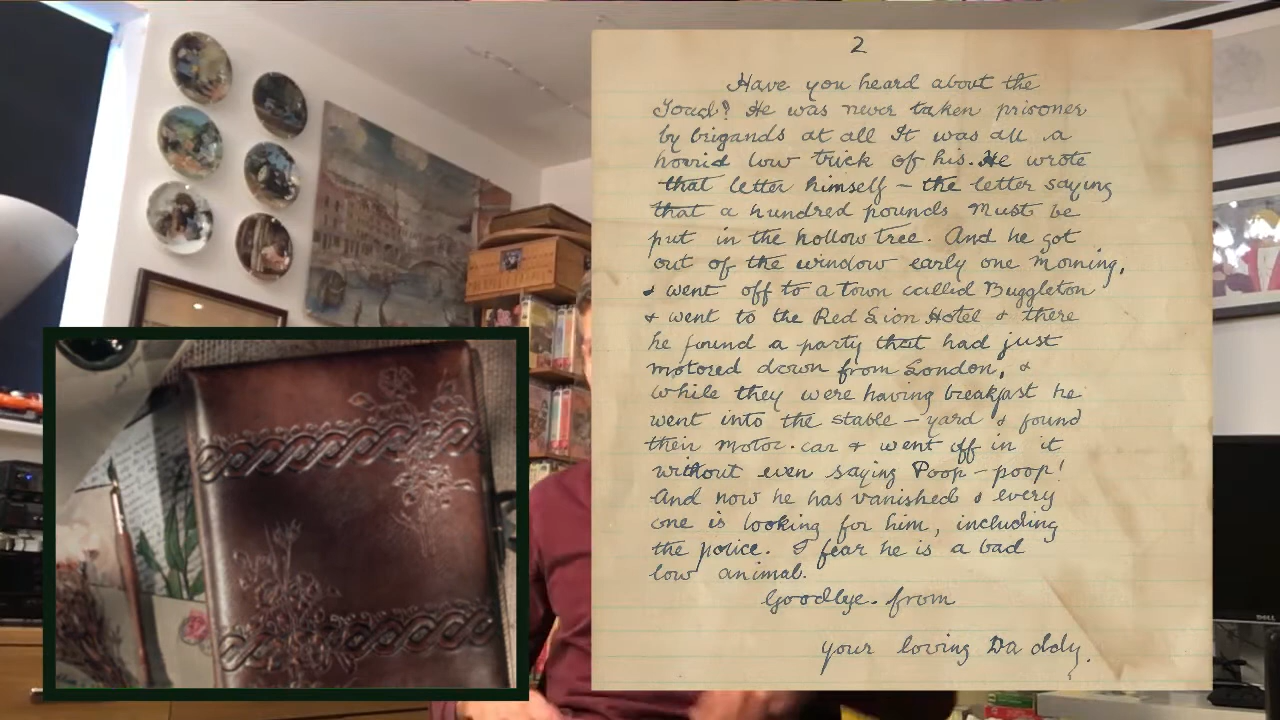 2
Have you heard about the
Toad? He was never taken prisoner
by brigands at all It was all a
horrid low trick of his. He wrote
that letter himself – the letter saying
that a hundred pounds must be
put in the hollow tree. And he got
out of the window early one morning,
& went off to a town called Buggleton
& went to the Red Lion Hotel & there
he found a party that had just
motored down from London, &
while they were having breakfast he
went into the stable – yard & found
their motor-car & went off in it
without even saying Poop – poop!
And now he has vanished & every
one is looking for him, including
the police. I fear he is a bad
low animal.
Goodbye. from
your loving Daddy.
DELL